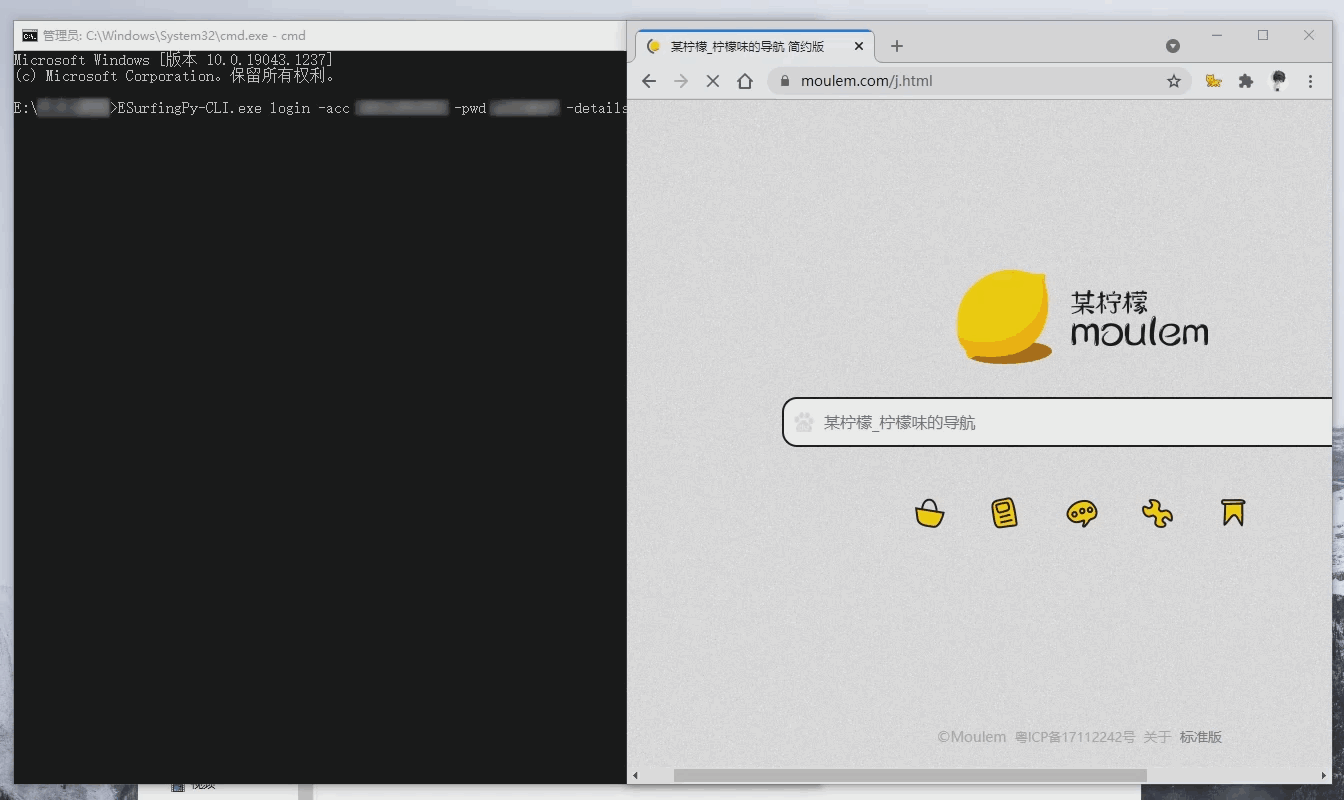 管理员: C:\Windows\System32\cmd.exe - cmd
Microsoft Windows [版本 10.0.19043.1237]
(c) Microsoft Corporation。保留所有权利。
E:\ >ESurfingPy-CLI.exe login -acc -pwd -details
某柠檬_柠檬味的导航 简约版
moulem.com/j.html
某柠檬
moulem
某柠檬_柠檬味的导航
©Moulem 粤ICP备17112242号 关于 标准版
视频